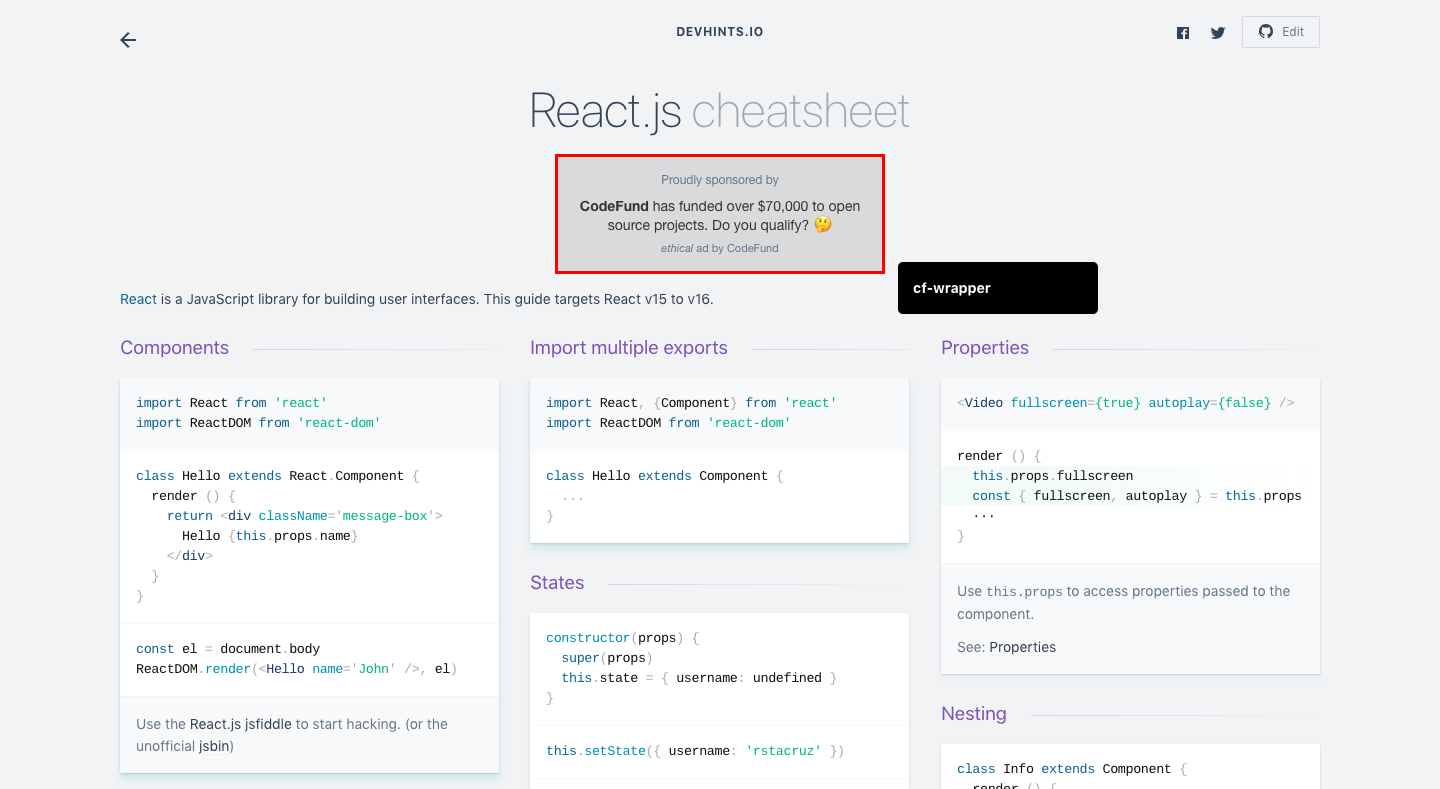 DEVHINTS.IO
Edit
React.js cheatsheet
Proudly sponsored by
CodeFund has funded over $70,000 to open
source projects. Do you qualify? 🤔
ethical ad by CodeFund
cf-wrapper
React is a JavaScript library for building user interfaces. This guide targets React v15 to v16.
Components
import React from 'react'
import ReactDOM from 'react-dom'
class Hello extends React.Component {
  render () {
    return <div className='message-box'>
      Hello {this.props.name}
    </div>
  }
}
const el = document.body
ReactDOM.render(<Hello name='John' />, el)
Use the React.js jsfiddle to start hacking. (or the
unofficial jsbin)
Import multiple exports
import React, {Component} from 'react'
import ReactDOM from 'react-dom'
class Hello extends Component {
  ...
}
States
constructor(props) {
  super(props)
  this.state = { username: undefined }
}
this.setState({ username: 'rstacruz' })
Properties
<Video fullscreen={true} autoplay={false} />
render () {
  this.props.fullscreen
  const { fullscreen, autoplay } = this.props
  ...
}
Use this.props to access properties passed to the
component.
See: Properties
Nesting
class Info extends Component {
  render () {